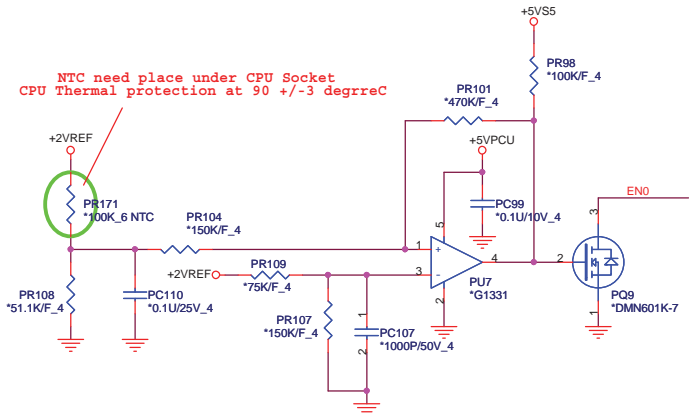 +5VS5
PR98
*100K/F_4
NTC need place under CPU Socket
CPU Thermal protection at 90 +/-3 degrreC
PR101
*470K/F_4
+2VREF
+5VPCU
EN0
PR171
*100K_6 NTC
PC99
*0.1U/10V_4
PR104
*150K/F_4
5
3
1
+
4
2
+2VREF
PR109
*75K/F_4
3
-
PU7
*G1331
PQ9
*DMN601K-7
PR108
*51.1K/F_4
PC110
*0.1U/25V_4
2
1
PR107
*150K/F_4
1
2
PC107
*1000P/50V_4